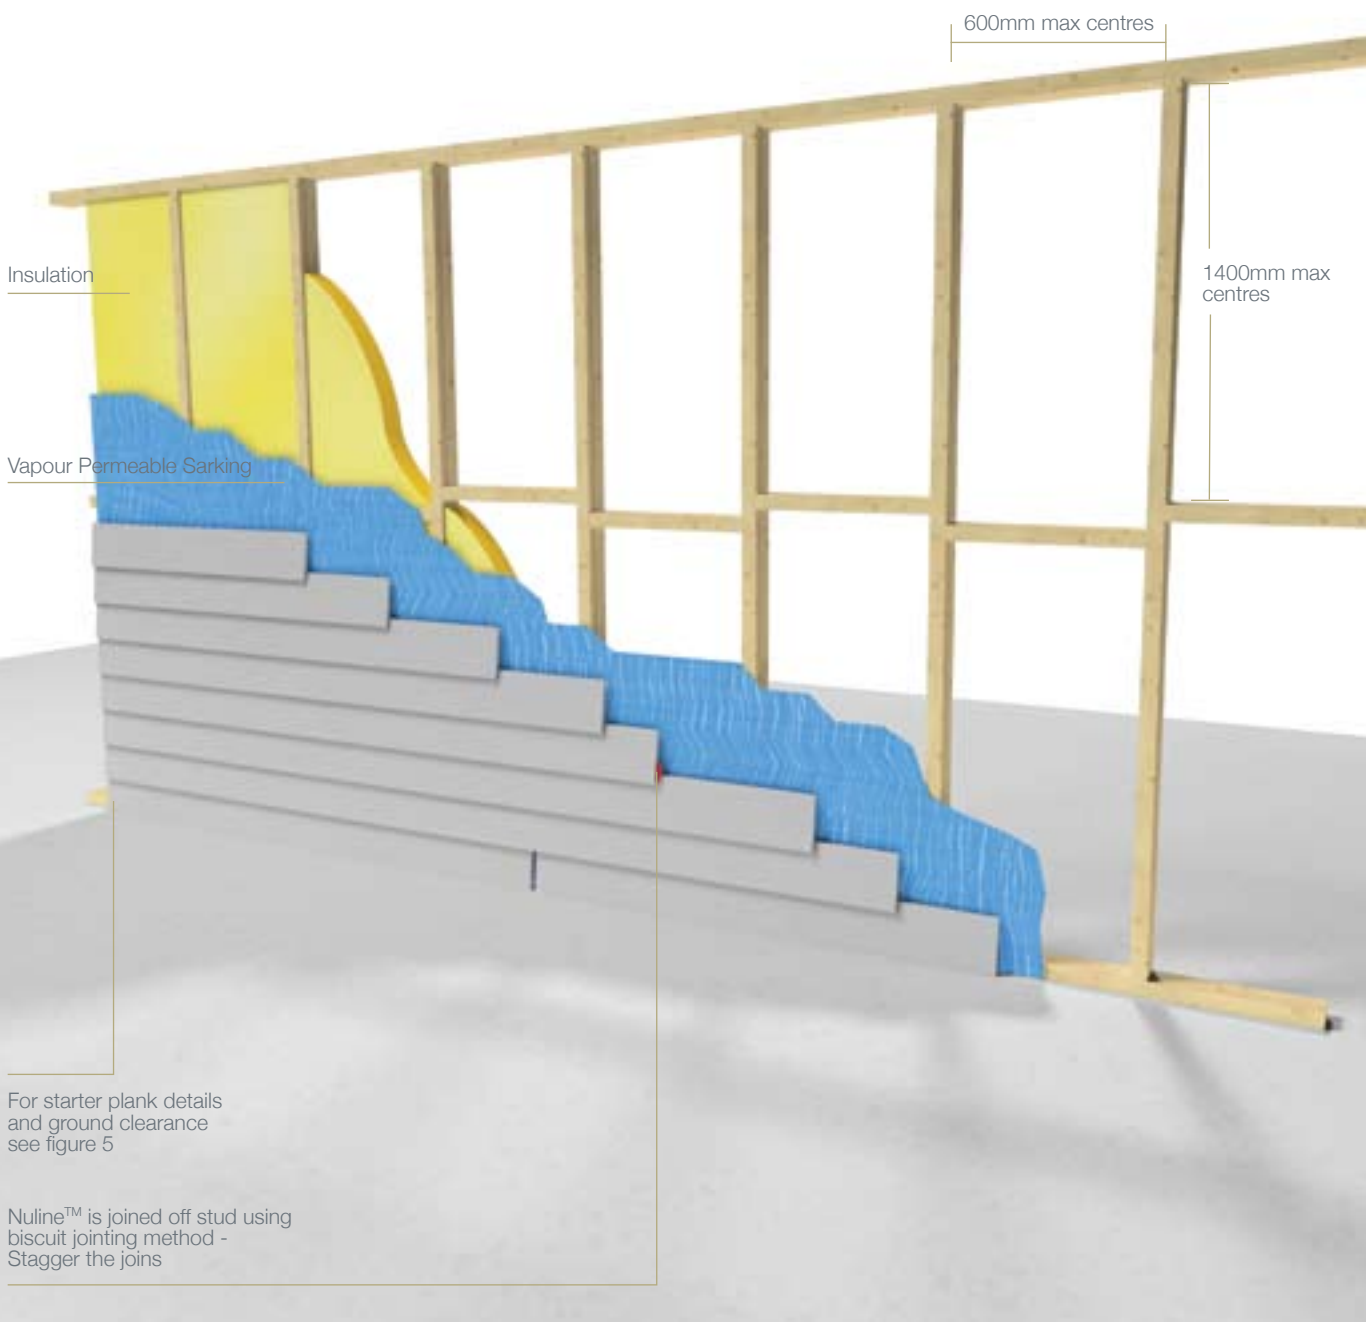 600mm max centres
1400mm max
centres
Insulation
Vapour Permeable Sarking
For starter plank details
and ground clearance
see figure 5
Nuline™ is joined off stud using
biscuit jointing method -
Stagger the joins